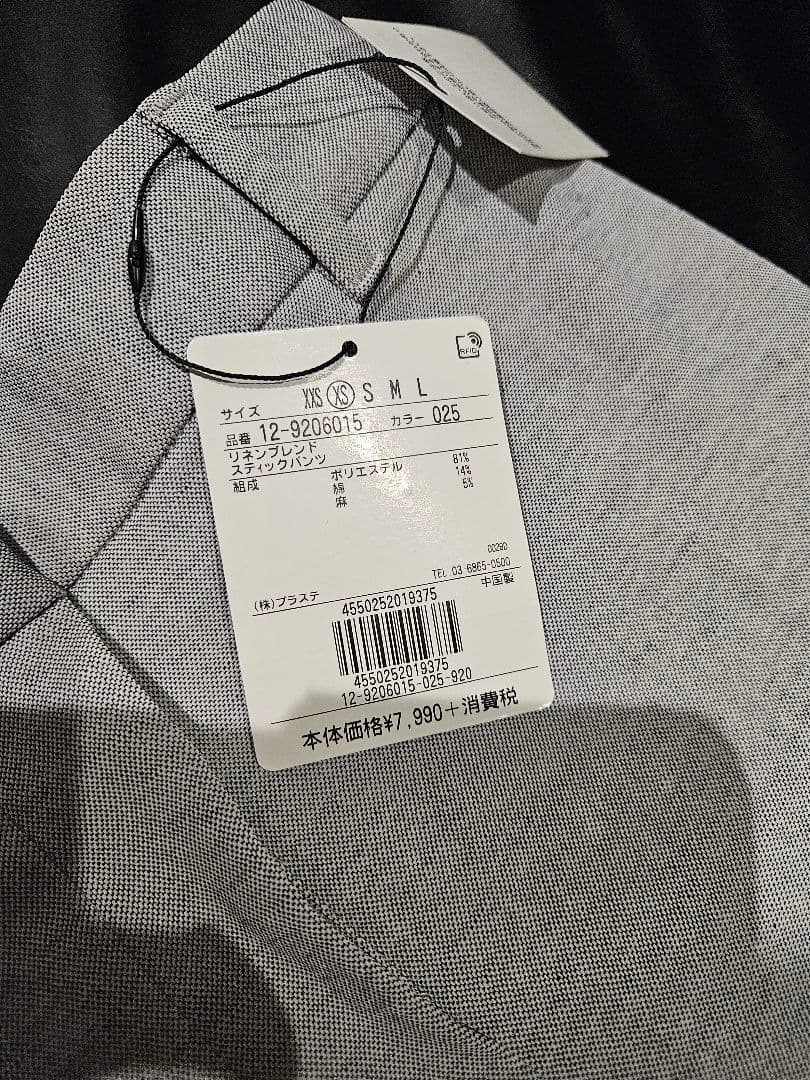 RFID
サイズ XXS XS S M L
品番 12-9206015 カラー 025
リネンブレンド
スティックパンツ
組成 ポリエステル 81%
綿 14%
麻 5%
00290
TEL 03-6865-0500
(株)プラステ 中国製
4550252019375
4550252019375
12-9206015-025-920
本体価格¥7,990+消費税